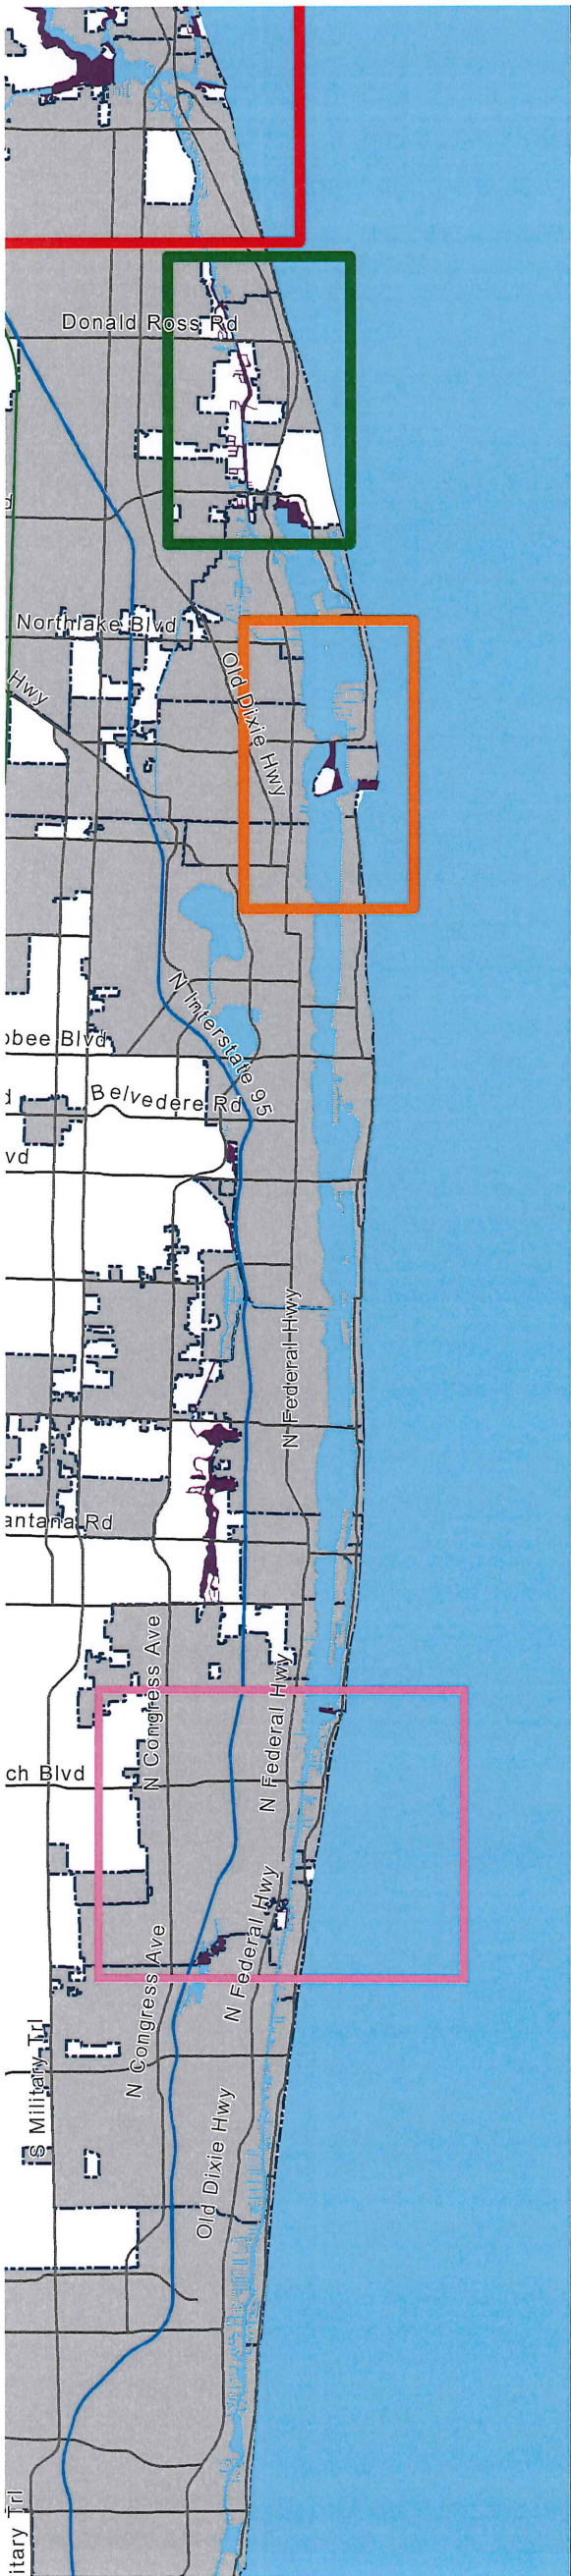 Donald Ross Rd
d
Northlake Blvd
Hwy
Old Dixie Hwy
N Interstate 95
obee Blvd
Belvedere Rd
d
vd
N Federal Hwy
antana Rd
N Congress Ave
N Federal Hwy
ch Blvd
N Federal Hwy
N Congress Ave
S Military Trl
Old Dixie Hwy
itary Trl